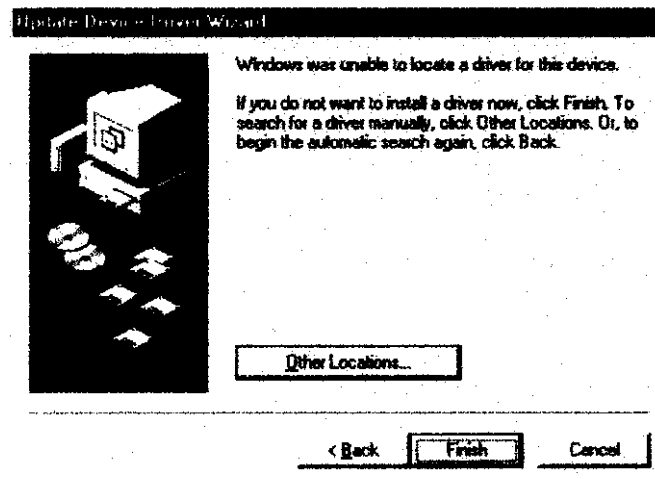 Update Device Driver Wizard
Windows was unable to locate a driver for this device.
If you do not want to install a driver now, click Finish. To
search for a driver manually, click Other Locations. Or, to
begin the automatic search again, click Back.
Other Locations...
< Back Finish Cancel